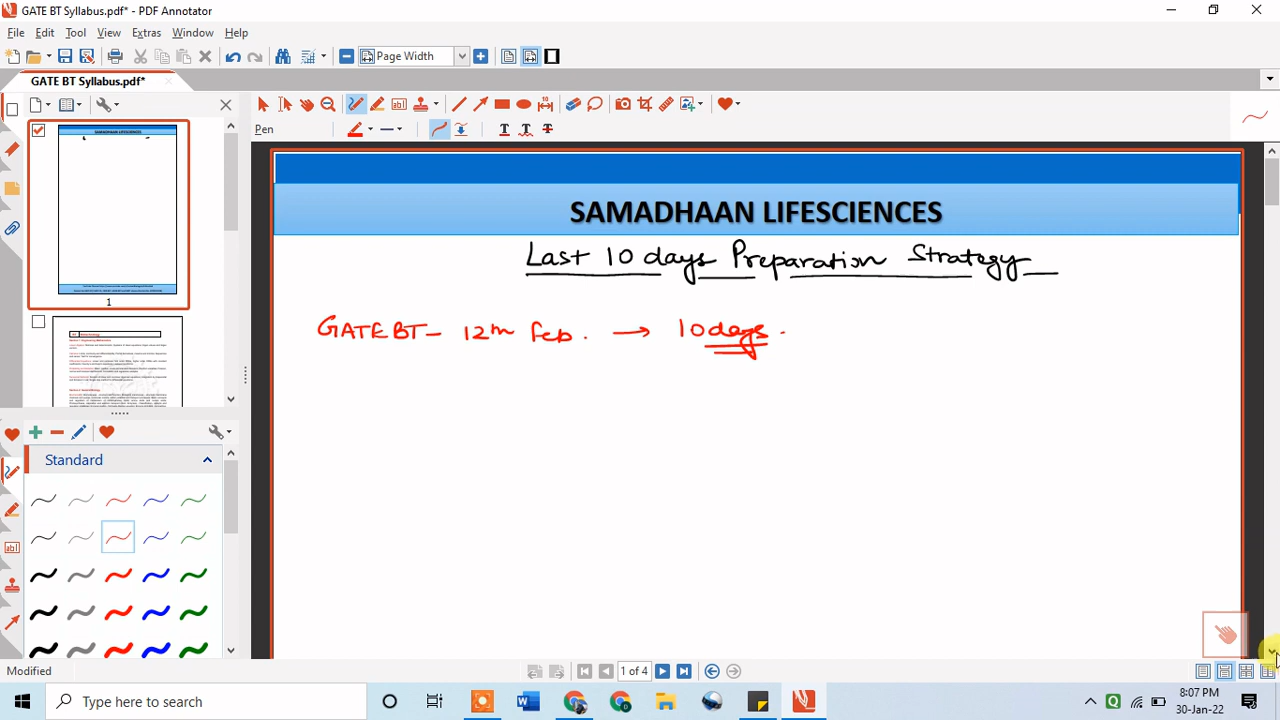 GATE BT Syllabus.pdf* - PDF Annotator
File Edit Tool View Extras Window Help
Page Width
GATE BT Syllabus.pdf*
Pen
SAMADHAAN LIFESCIENCES
Last 10 days Preparation Strategy
GATE BT - 12th Feb. → 10 days.
1
Standard
Modified
1 of 4
Type here to search
8:07 PM
30-Jan-22